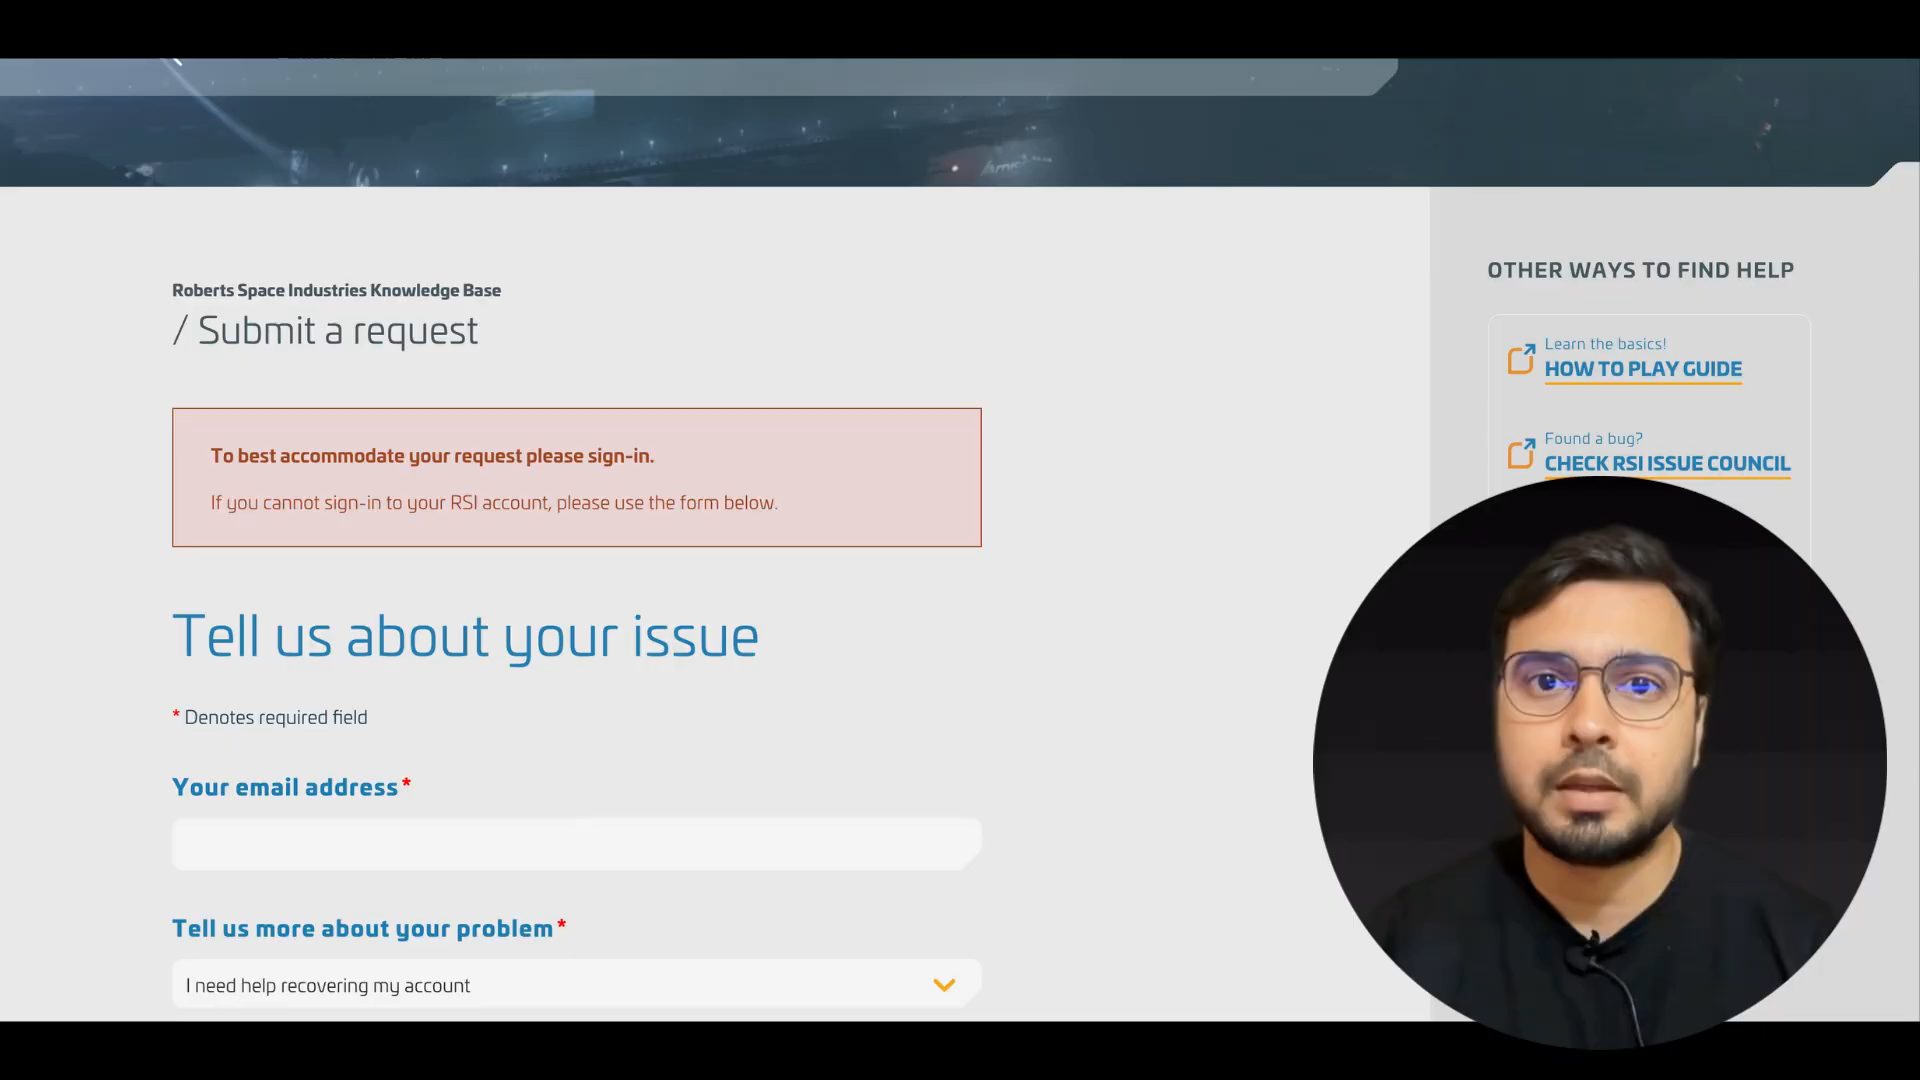 Roberts Space Industries Knowledge Base
/ Submit a request
To best accommodate your request please sign-in.
If you cannot sign-in to your RSI account, please use the form below.
Tell us about your issue
* Denotes required field
Your email address*
Tell us more about your problem*
I need help recovering my account
OTHER WAYS TO FIND HELP
Learn the basics!
HOW TO PLAY GUIDE
Found a bug?
CHECK RSI ISSUE COUNCIL